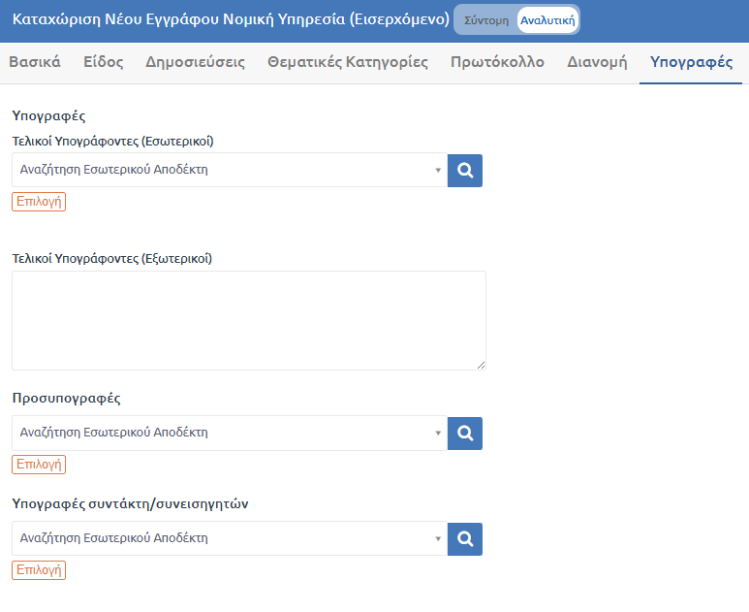 Καταχώριση Νέου Εγγράφου Νομική Υπηρεσία (Εισερχόμενο) Σύντομη Αναλυτική
Βασικά Είδος Δημοσιεύσεις Θεματικές Κατηγορίες Πρωτόκολλο Διανομή Υπογραφές
Υπογραφές
Τελικοί Υπογράφοντες (Εσωτερικοί)
Αναζήτηση Εσωτερικού Αποδέκτη
Επιλογή
Τελικοί Υπογράφοντες (Εξωτερικοί)
Προσυπογραφές
Αναζήτηση Εσωτερικού Αποδέκτη
Επιλογή
Υπογραφές συντάκτη/συνεισηγητών
Αναζήτηση Εσωτερικού Αποδέκτη
Επιλογή